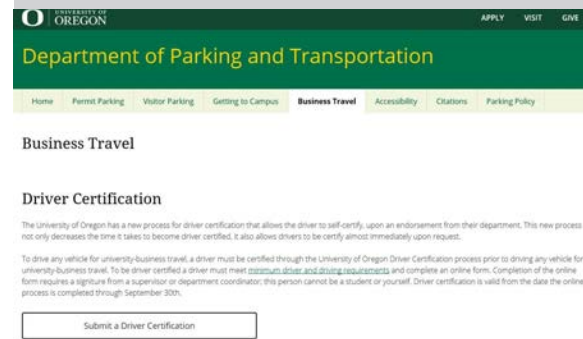 UNIVERSITY OF
OREGON
APPLY VISIT GIVE
Department of Parking and Transportation
Home Permit Parking Visitor Parking Getting to Campus Business Travel Accessibility Citations Parking Policy
Business Travel
Driver Certification
The University of Oregon has a new process for driver certification that allows the driver to self-certify, upon an endorsement from their department. This new process
not only decreases the time it takes to become driver certified, it also allows drivers to be certify almost immediately upon request.
To drive any vehicle for university-business travel, a driver must be certified through the University of Oregon Driver Certification process prior to driving any vehicle for
university-business travel. To be driver certified a driver must meet minimum driver and driving requirements and complete an online form. Completion of the online
form requires a signiture from a supervisor or department coordinator; this person cannot be a student or yourself. Driver certification is valid from the date the online
process is completed through September 30th.
Submit a Driver Certification